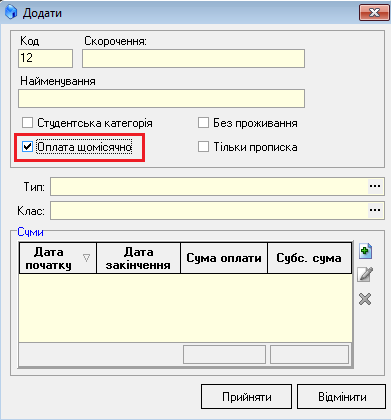 Додати
Код Скорочення:
12
Найменування
Студентська категорія Без проживання
Оплата щомісячно Тільки прописка
Тип:
Клас:
Суми
Дата початку Дата закінчення Сума оплати Субс. сума
Прийняти Відмінити